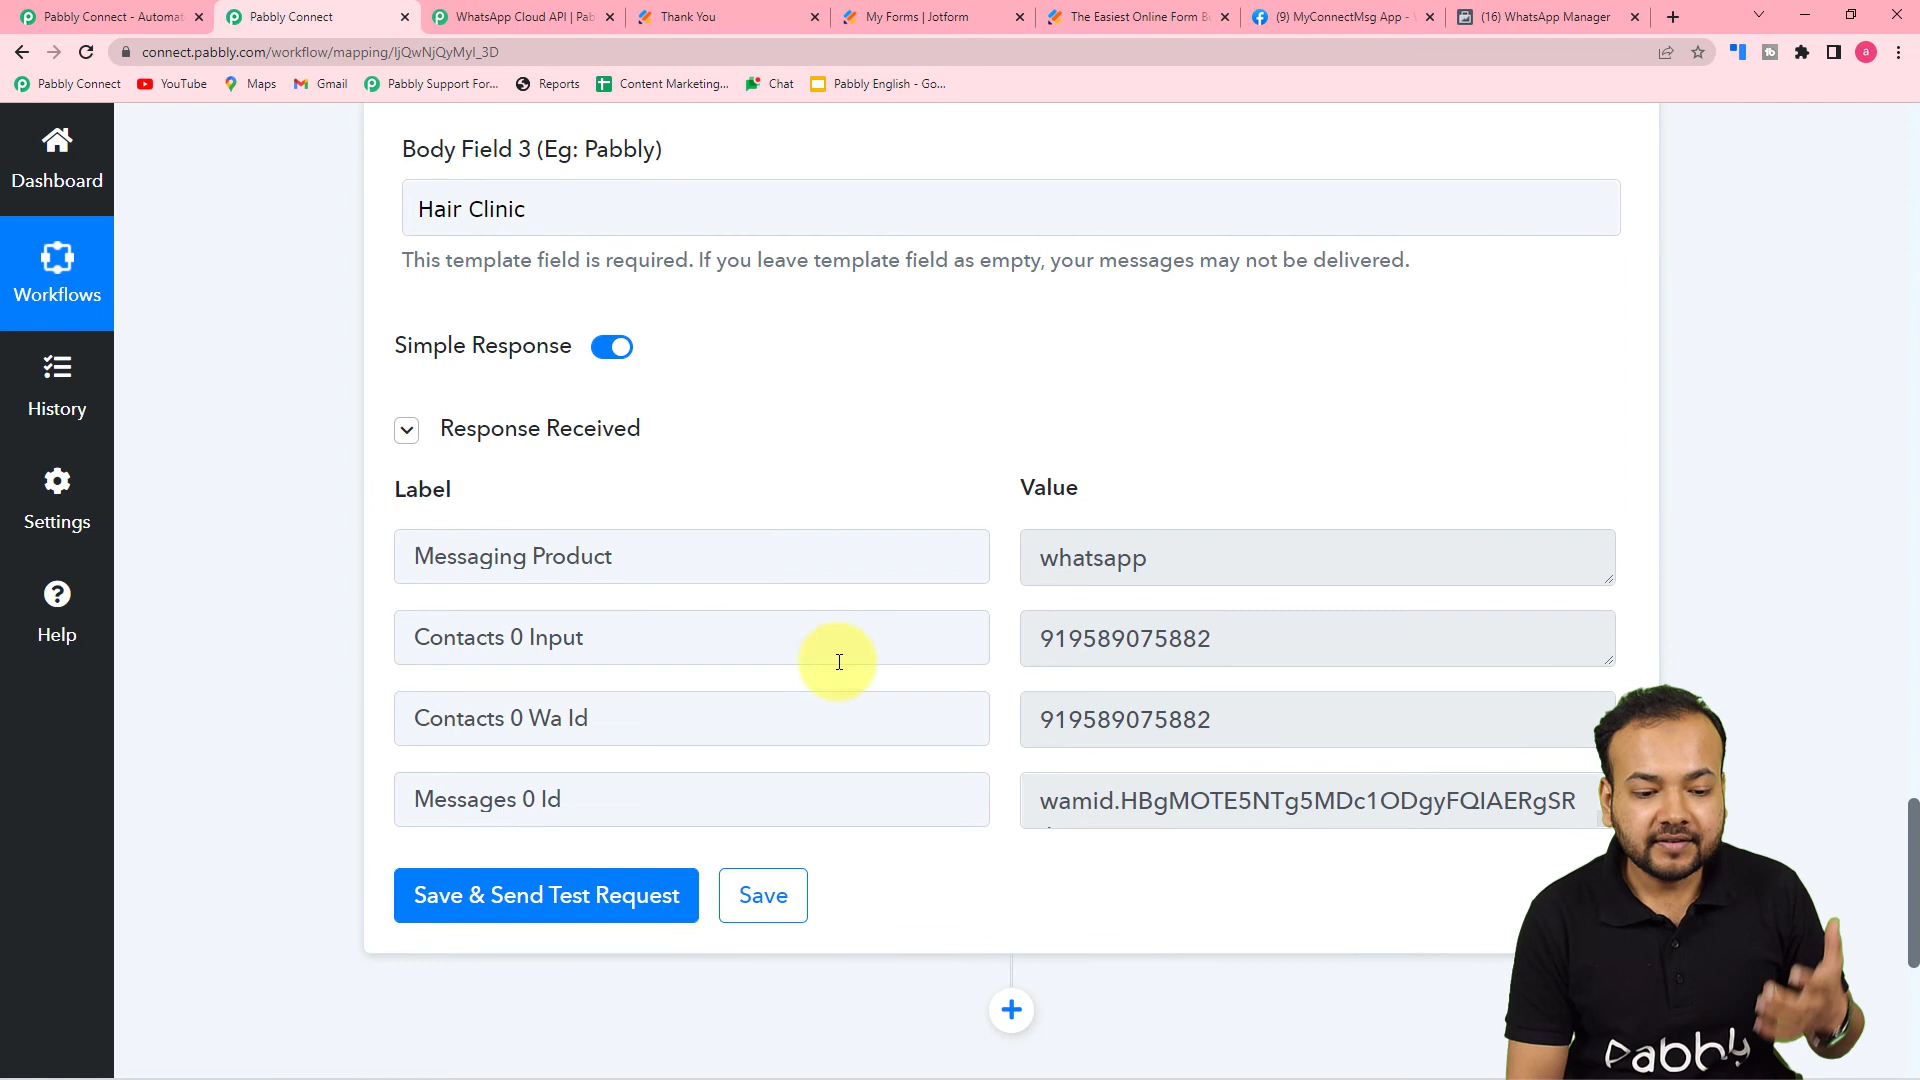 Pabbly Connect - Automat
Pabbly Connect
WhatsApp Cloud API | Pab
Thank You
My Forms | Jotform
The Easiest Online Form B
(9) MyConnectMsg App -
(16) WhatsApp Manager
connect.pabbly.com/workflow/mapping/IjQwNjQyMyI_3D
a
Pabbly Connect
YouTube
Maps
Gmail
Pabbly Support For...
Reports
Content Marketing...
Chat
Pabbly English - Go...
Dashboard
Workflows
History
Settings
Help
Body Field 3 (Eg: Pabbly)
Hair Clinic
This template field is required. If you leave template field as empty, your messages may not be delivered.
Simple Response
Response Received
Label
Value
Messaging Product
whatsapp
Contacts 0 Input
919589075882
Contacts 0 Wa Id
919589075882
Messages 0 Id
wamid.HBgMOTE5NTg5MDc1ODgyFQIAERgSR
Save & Send Test Request
Save
Pabbly